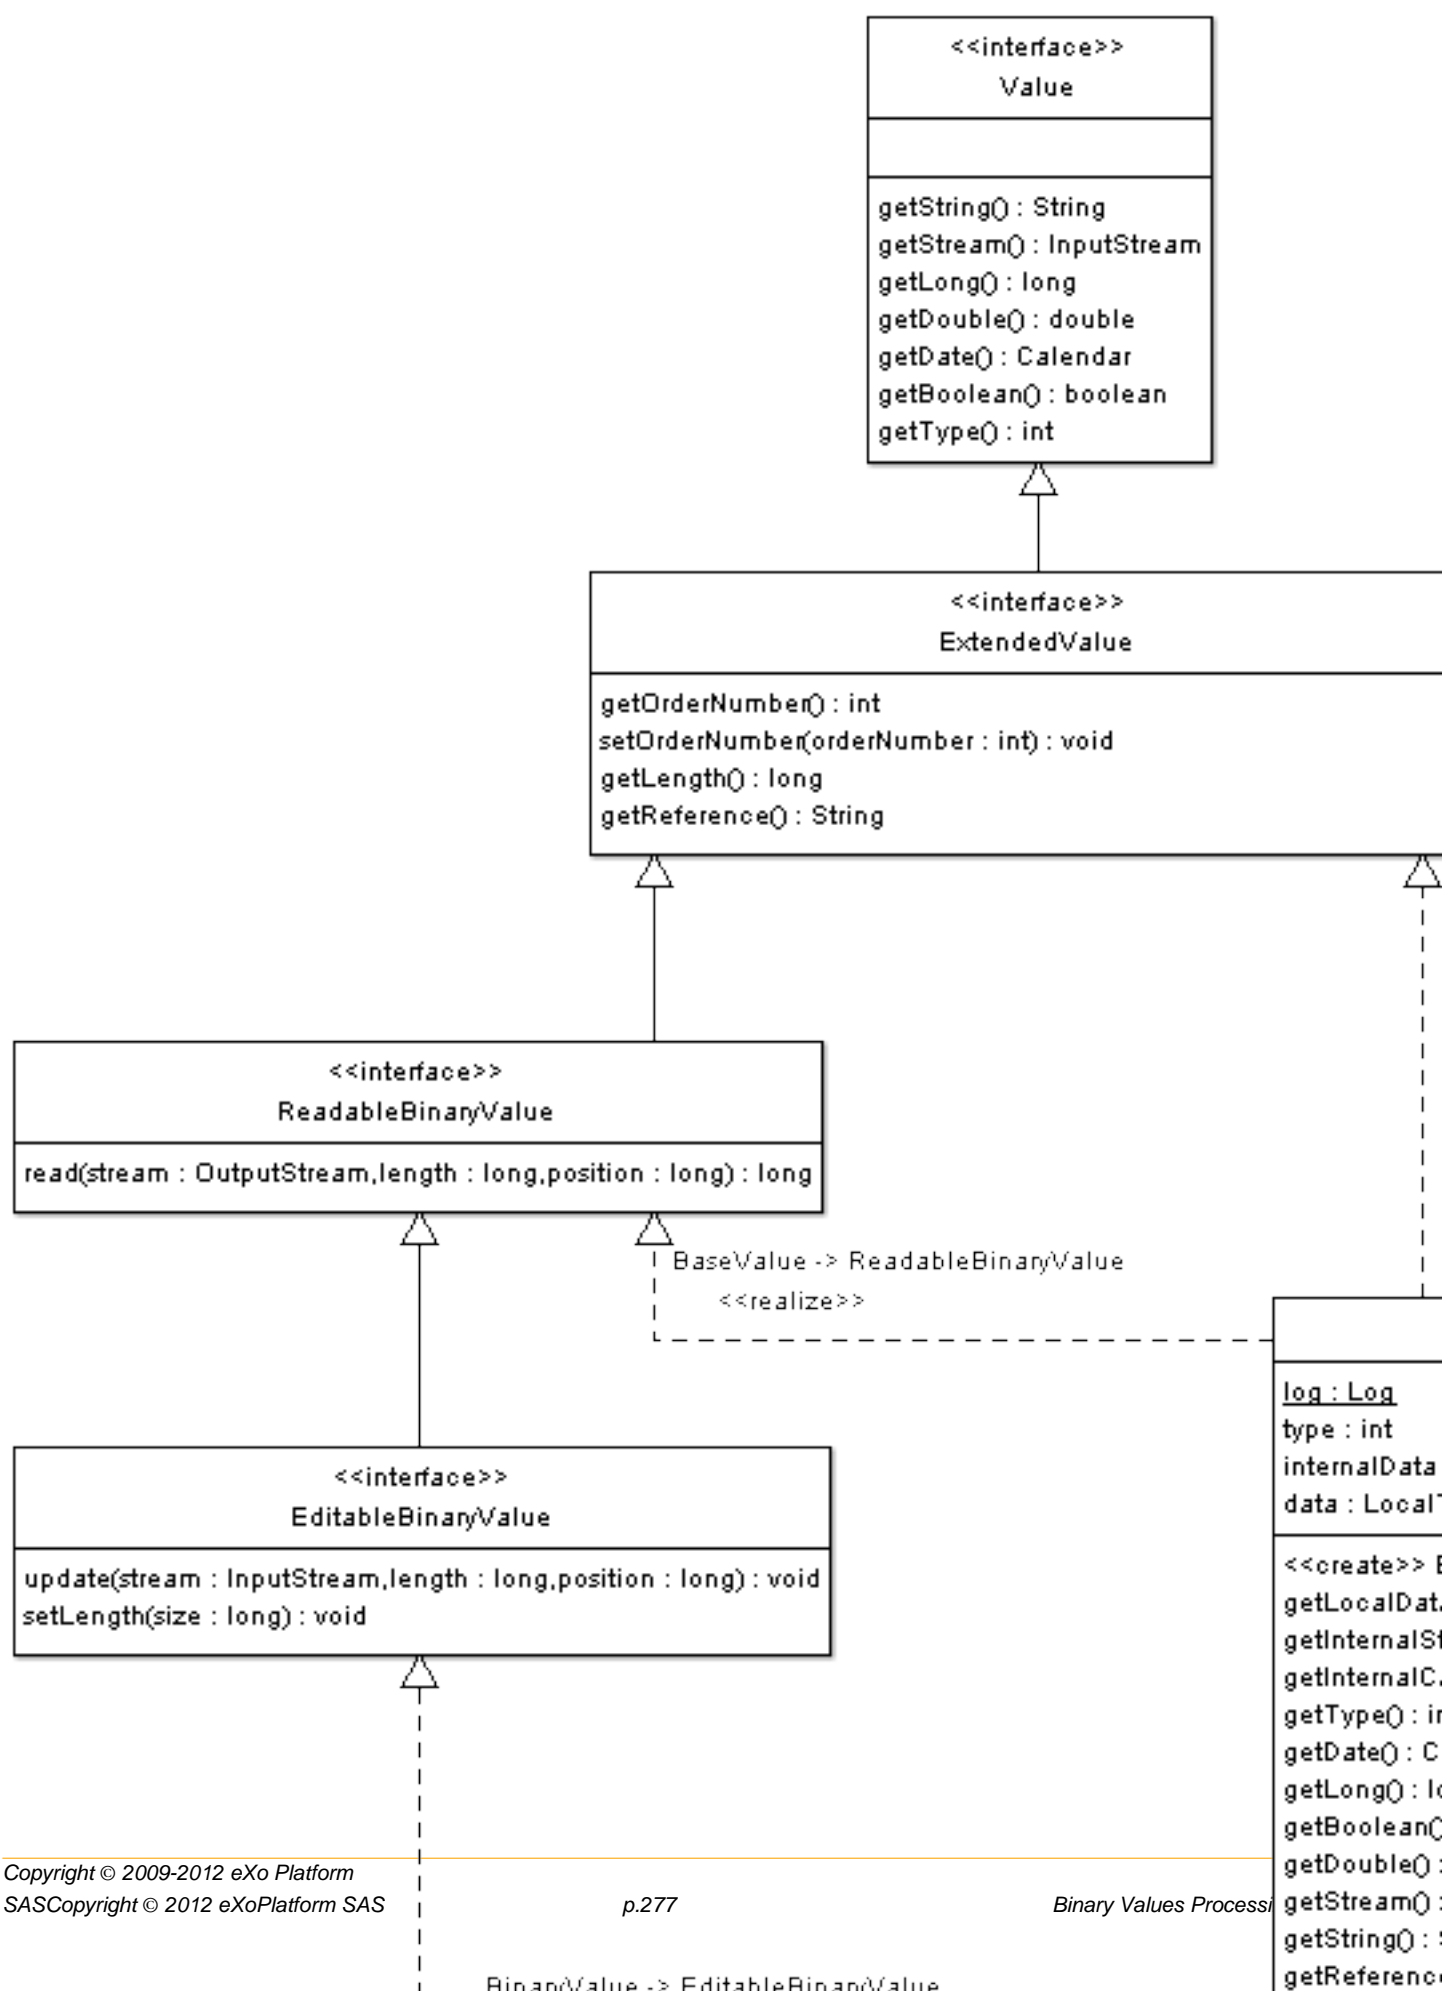 <<interface>>
Value
getString() : String
getStream() : InputStream
getLong() : long
getDouble() : double
getDate() : Calendar
getBoolean() : boolean
getType() : int
<<interface>>
ExtendedValue
getOrderNumber() : int
setOrderNumber(orderNumber : int) : void
getLength() : long
getReference() : String
<<interface>>
ReadableBinaryValue
read(stream : OutputStream,length : long,position : long) : long
BaseValue -> ReadableBinaryValue
<<realize>>
<<interface>>
EditableBinaryValue
update(stream : InputStream,length : long,position : long) : void
setLength(size : long) : void
log : Log
type : int
internalData
data :
<<create>>
getType() :
getDate() :
getLong() :
getDouble() :
getStream() :
getString() :
Copyright © 2009-2012 eXo Platform
SASCopyright © 2012 eXoPlatform SAS
p.277
Binary Values
BinaryValue -> EditableBinaryValue